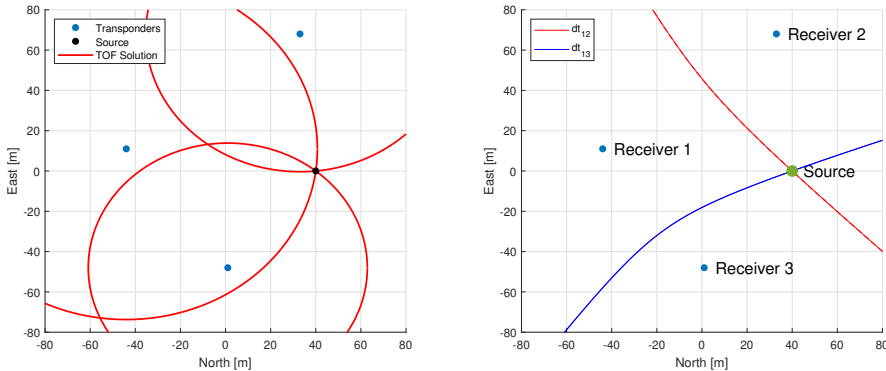 80
60
40
20
0
-20
-40
-60
-80
-80 -60 -40 -20 0 20 40 60 80
East [m]
North [m]
Transponders
Source
TOF Solution
80
60
40
20
0
-20
-40
-60
-80
-80 -60 -40 -20 0 20 40 60 80
East [m]
North [m]
dt12
dt13
Receiver 2
Receiver 1
Source
Receiver 3